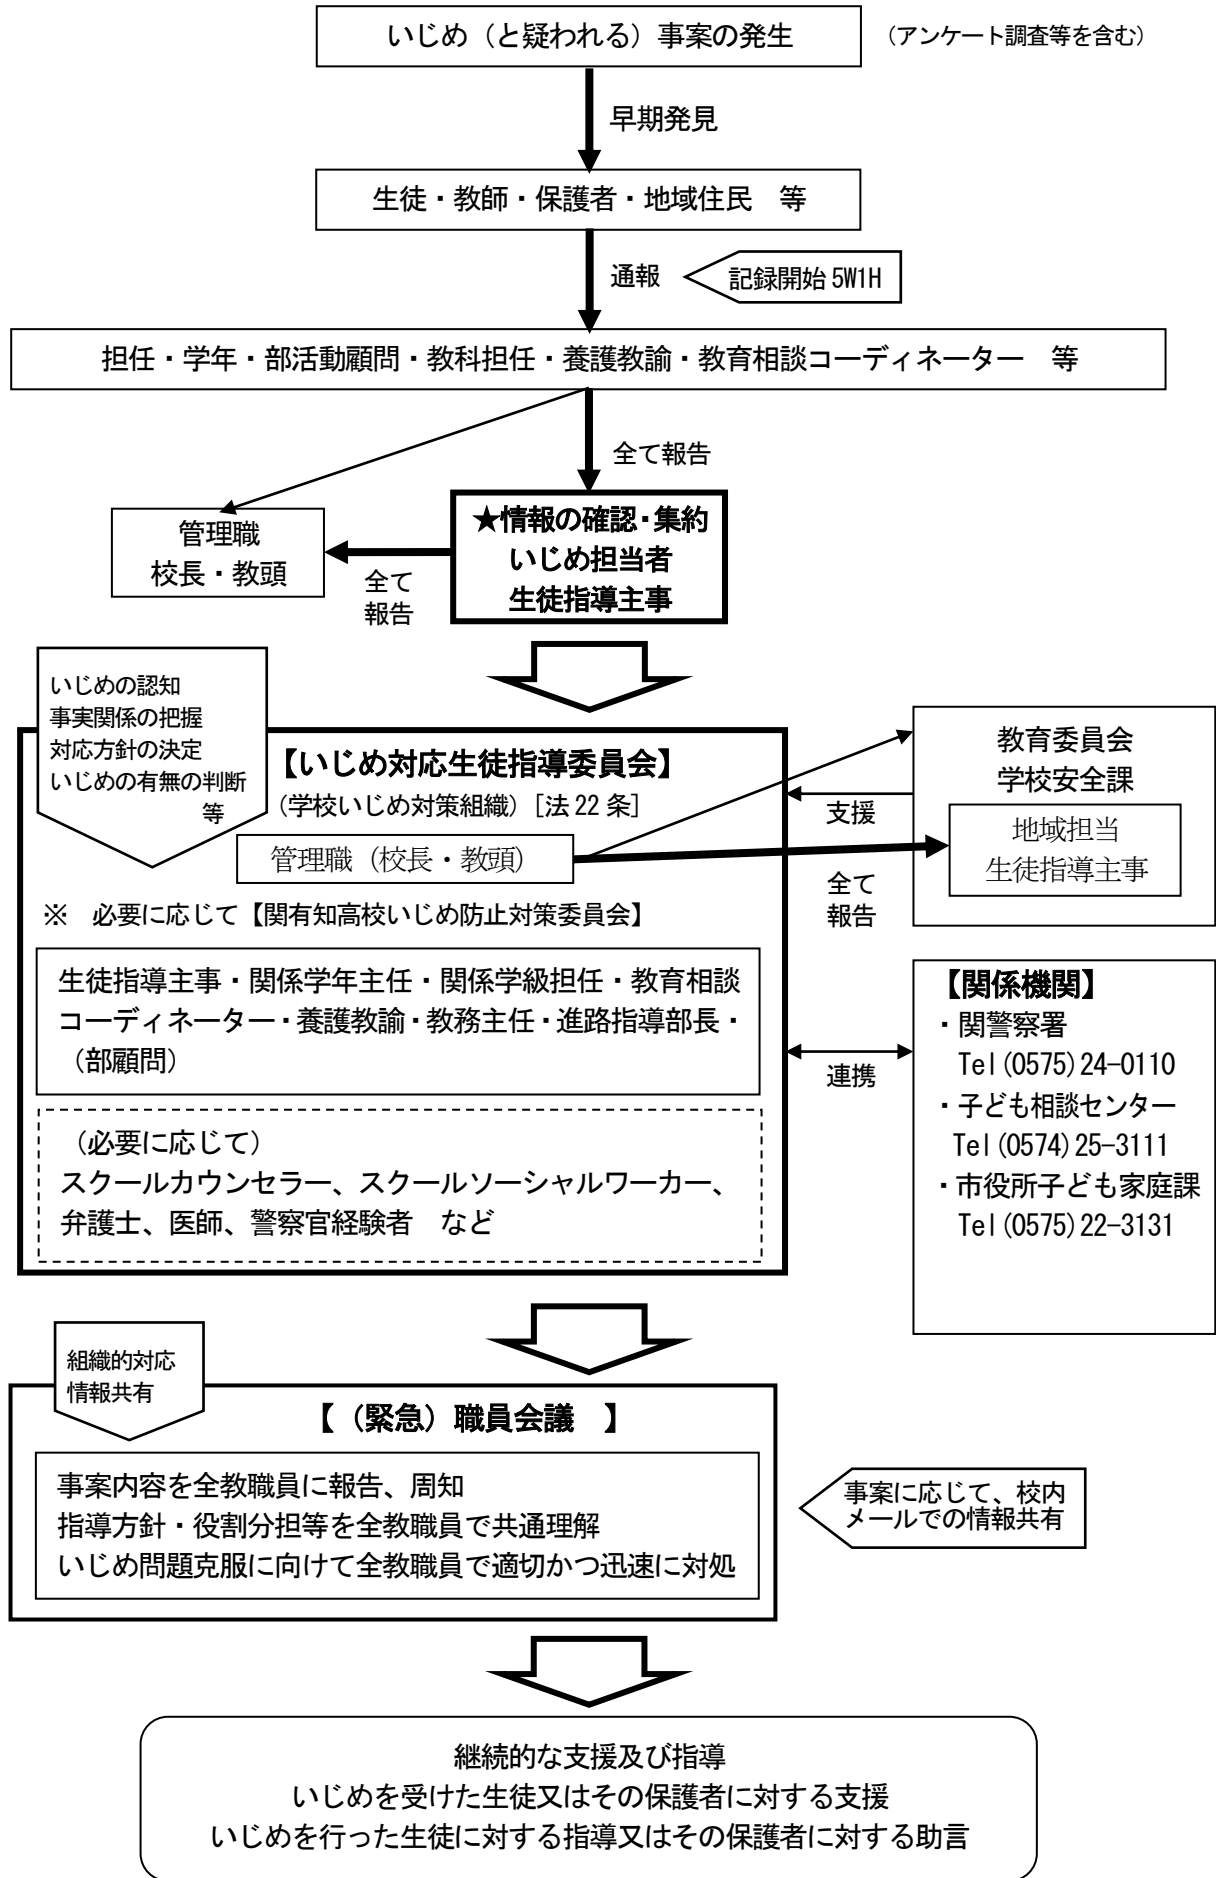 いじめ（と疑われる）事案の発生
（アンケート調査等を含む）
早期発見
生徒・教師・保護者・地域住民　等
通報
記録開始 5W1H
担任・学年・部活動顧問・教科担任・養護教諭・教育相談コーディネーター　等
全て報告
★情報の確認・集約
いじめ担当者
生徒指導主事
管理職
校長・教頭
全て
報告
いじめの認知
事実関係の把握
対応方針の決定
いじめの有無の判断
等
【いじめ対応生徒指導委員会】
（学校いじめ対策組織）［法 22 条］
管理職（校長・教頭）
※　必要に応じて【関有知高校いじめ防止対策委員会】
生徒指導主事・関係学年主任・関係学級担任・教育相談
コーディネーター・養護教諭・教務主任・進路指導部長・
（部顧問）
（必要に応じて）
スクールカウンセラー、スクールソーシャルワーカー、
弁護士、医師、警察官経験者　など
支援
全て
報告
教育委員会
学校安全課
地域担当
生徒指導主事
連携
【関係機関】
・関警察署
Tel(0575)24-0110
・子ども相談センター
Tel(0574)25-3111
・市役所子ども家庭課
Tel(0575)22-3131
組織的対応
情報共有
【（緊急）職員会議　】
事案内容を全教職員に報告、周知
指導方針・役割分担等を全教職員で共通理解
いじめ問題克服に向けて全教職員で適切かつ迅速に対処
事案に応じて、校内
メールでの情報共有
継続的な支援及び指導
いじめを受けた生徒又はその保護者に対する支援
いじめを行った生徒に対する指導又はその保護者に対する助言